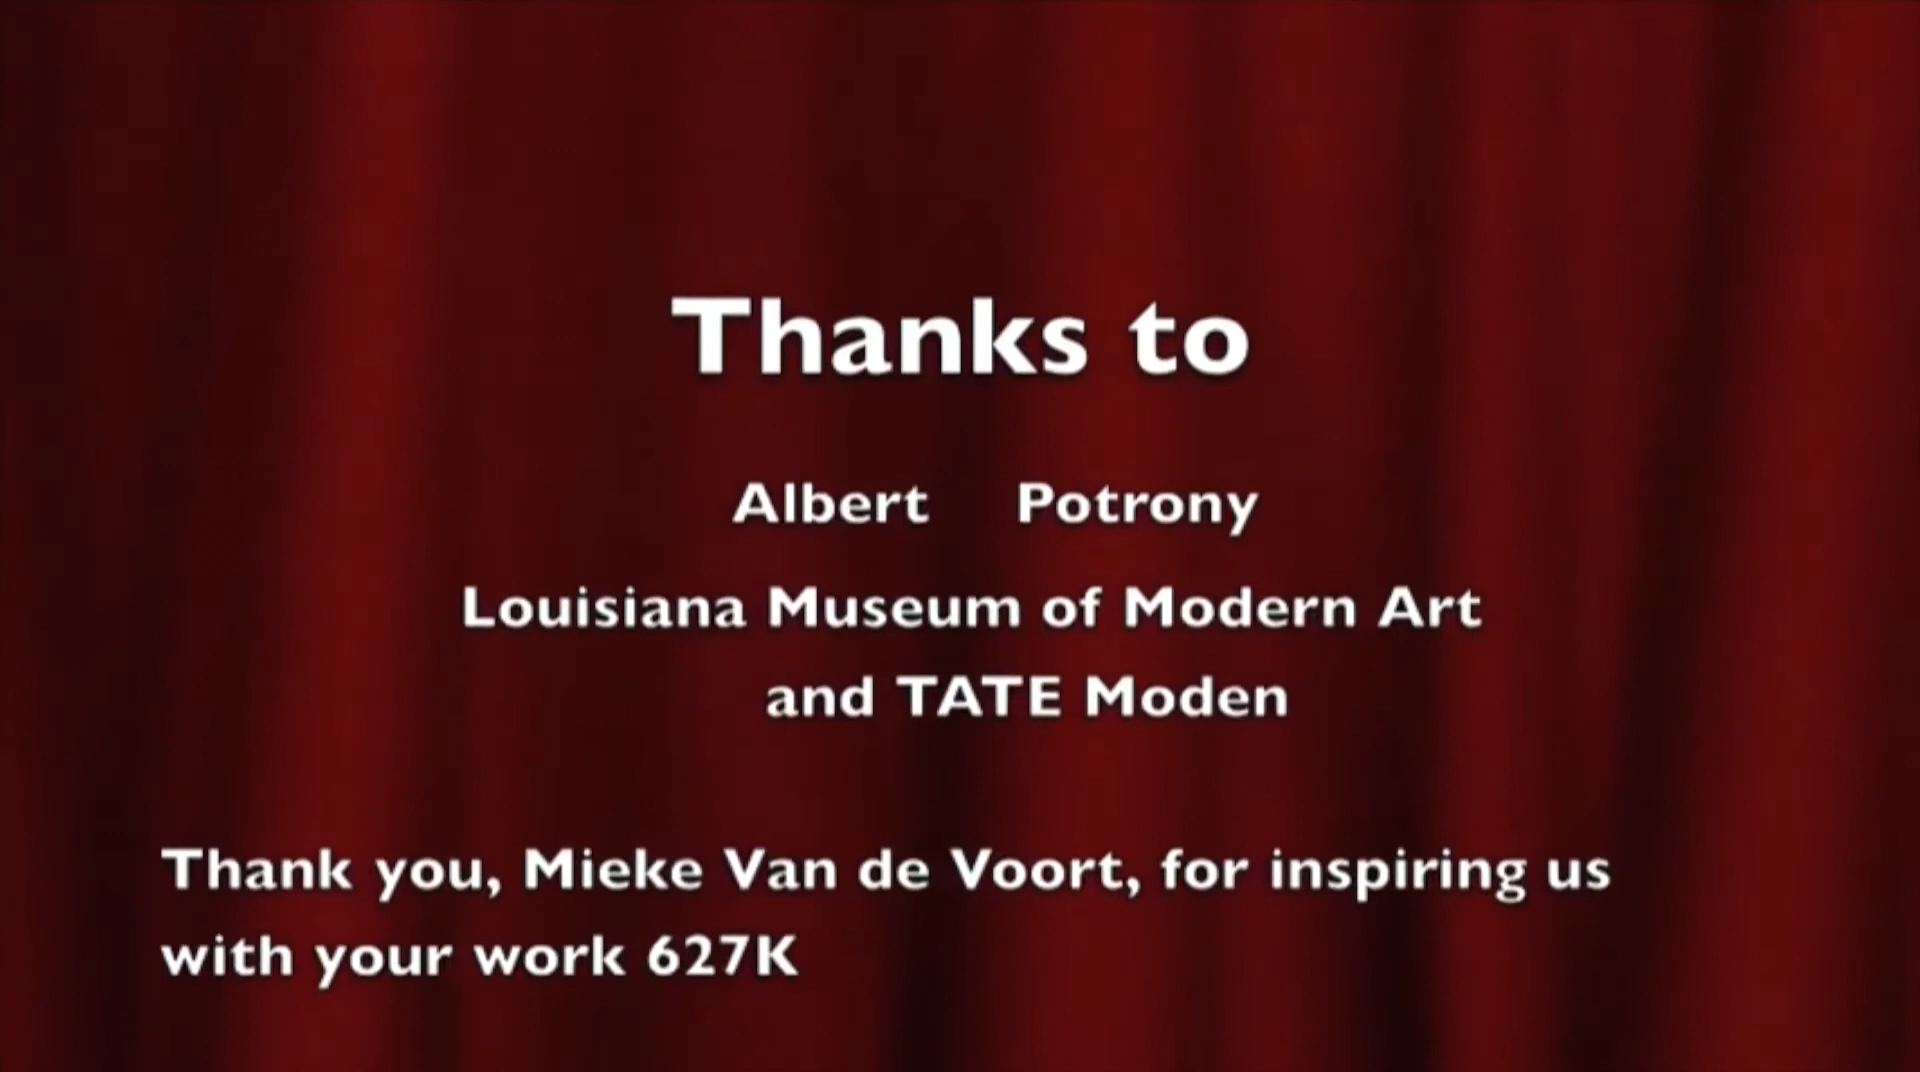 Thanks to
Albert Potrony
Louisiana Museum of Modern Art
and TATE Moden
Thank you, Mieke Van de Voort, for inspiring us
with your work 627K